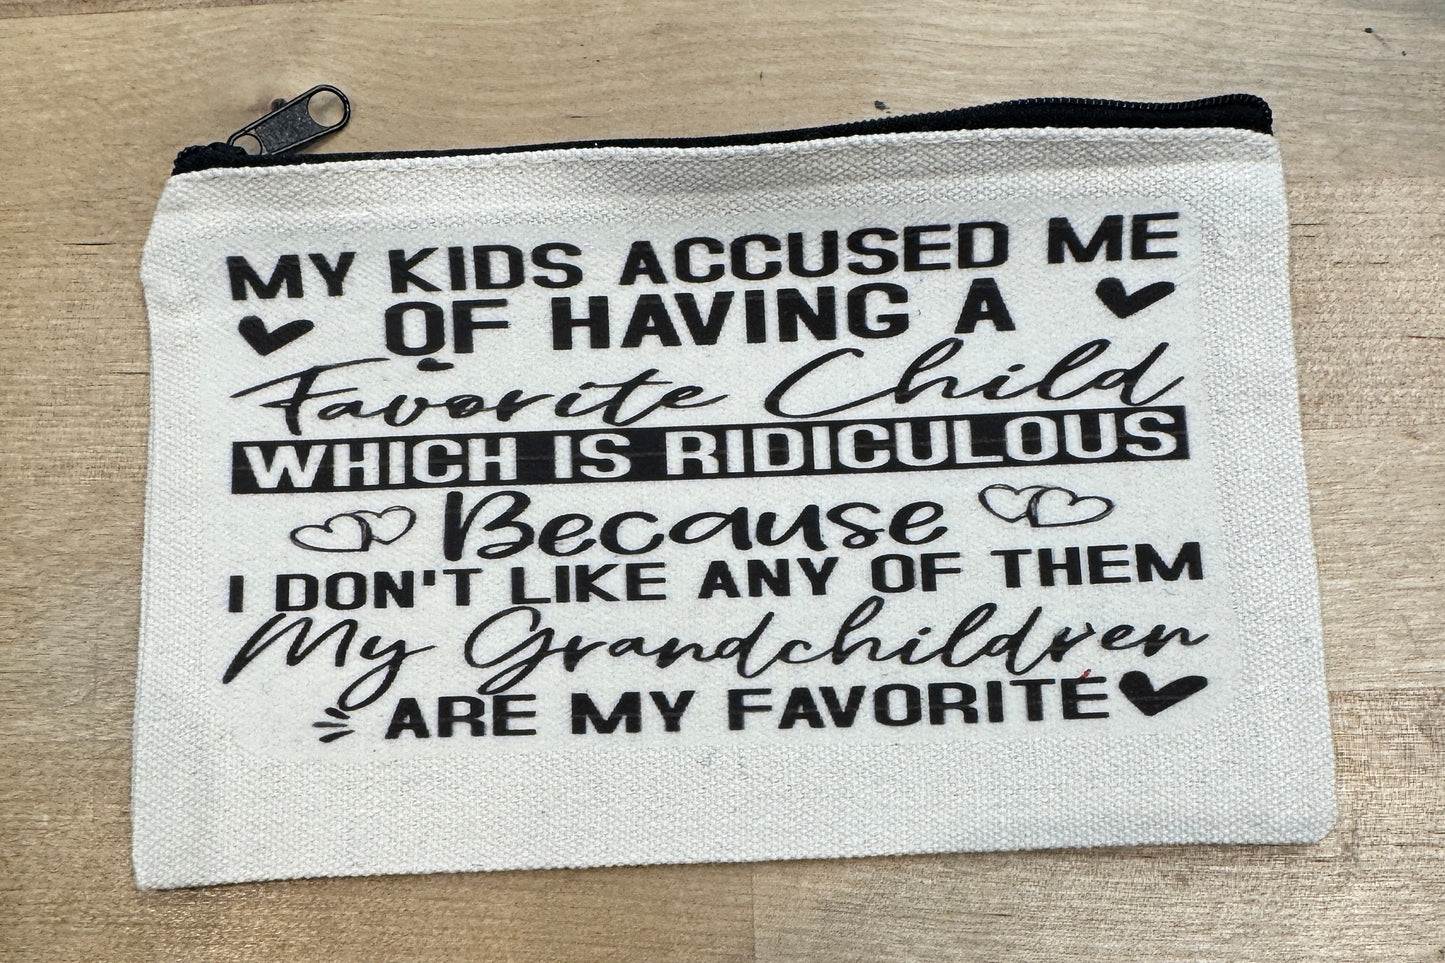 MY KIDS ACCUSED ME
OF HAVING A
Favorite Child
WHICH IS RIDICULOUS
Because
I DON'T LIKE ANY OF THEM
My Grandchildren
ARE MY FAVORITE